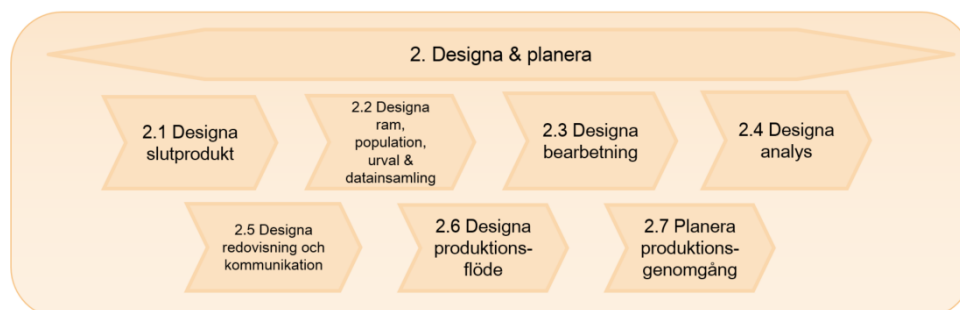 2. Designa & planera
2.1 Designa
slutprodukt
2.2 Designa
ram,
population,
urval &
datainsamling
2.3 Designa
bearbetning
2.4 Designa
analys
2.5 Designa
redovisning och
kommunikation
2.6 Designa
produktions-
flöde
2.7 Planera
produktions-
genomgång